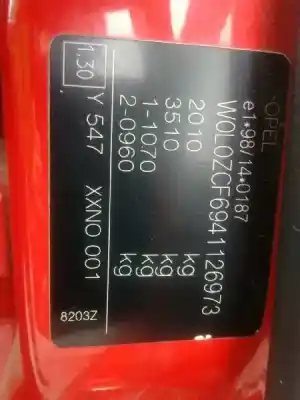 OPEL
e1*98/14*0187
W0L0ZCF6941126973
2010 kg
3510 kg
1-1070 kg
2-0960 kg
1.30 Y 547 XXNO 001
8203Z